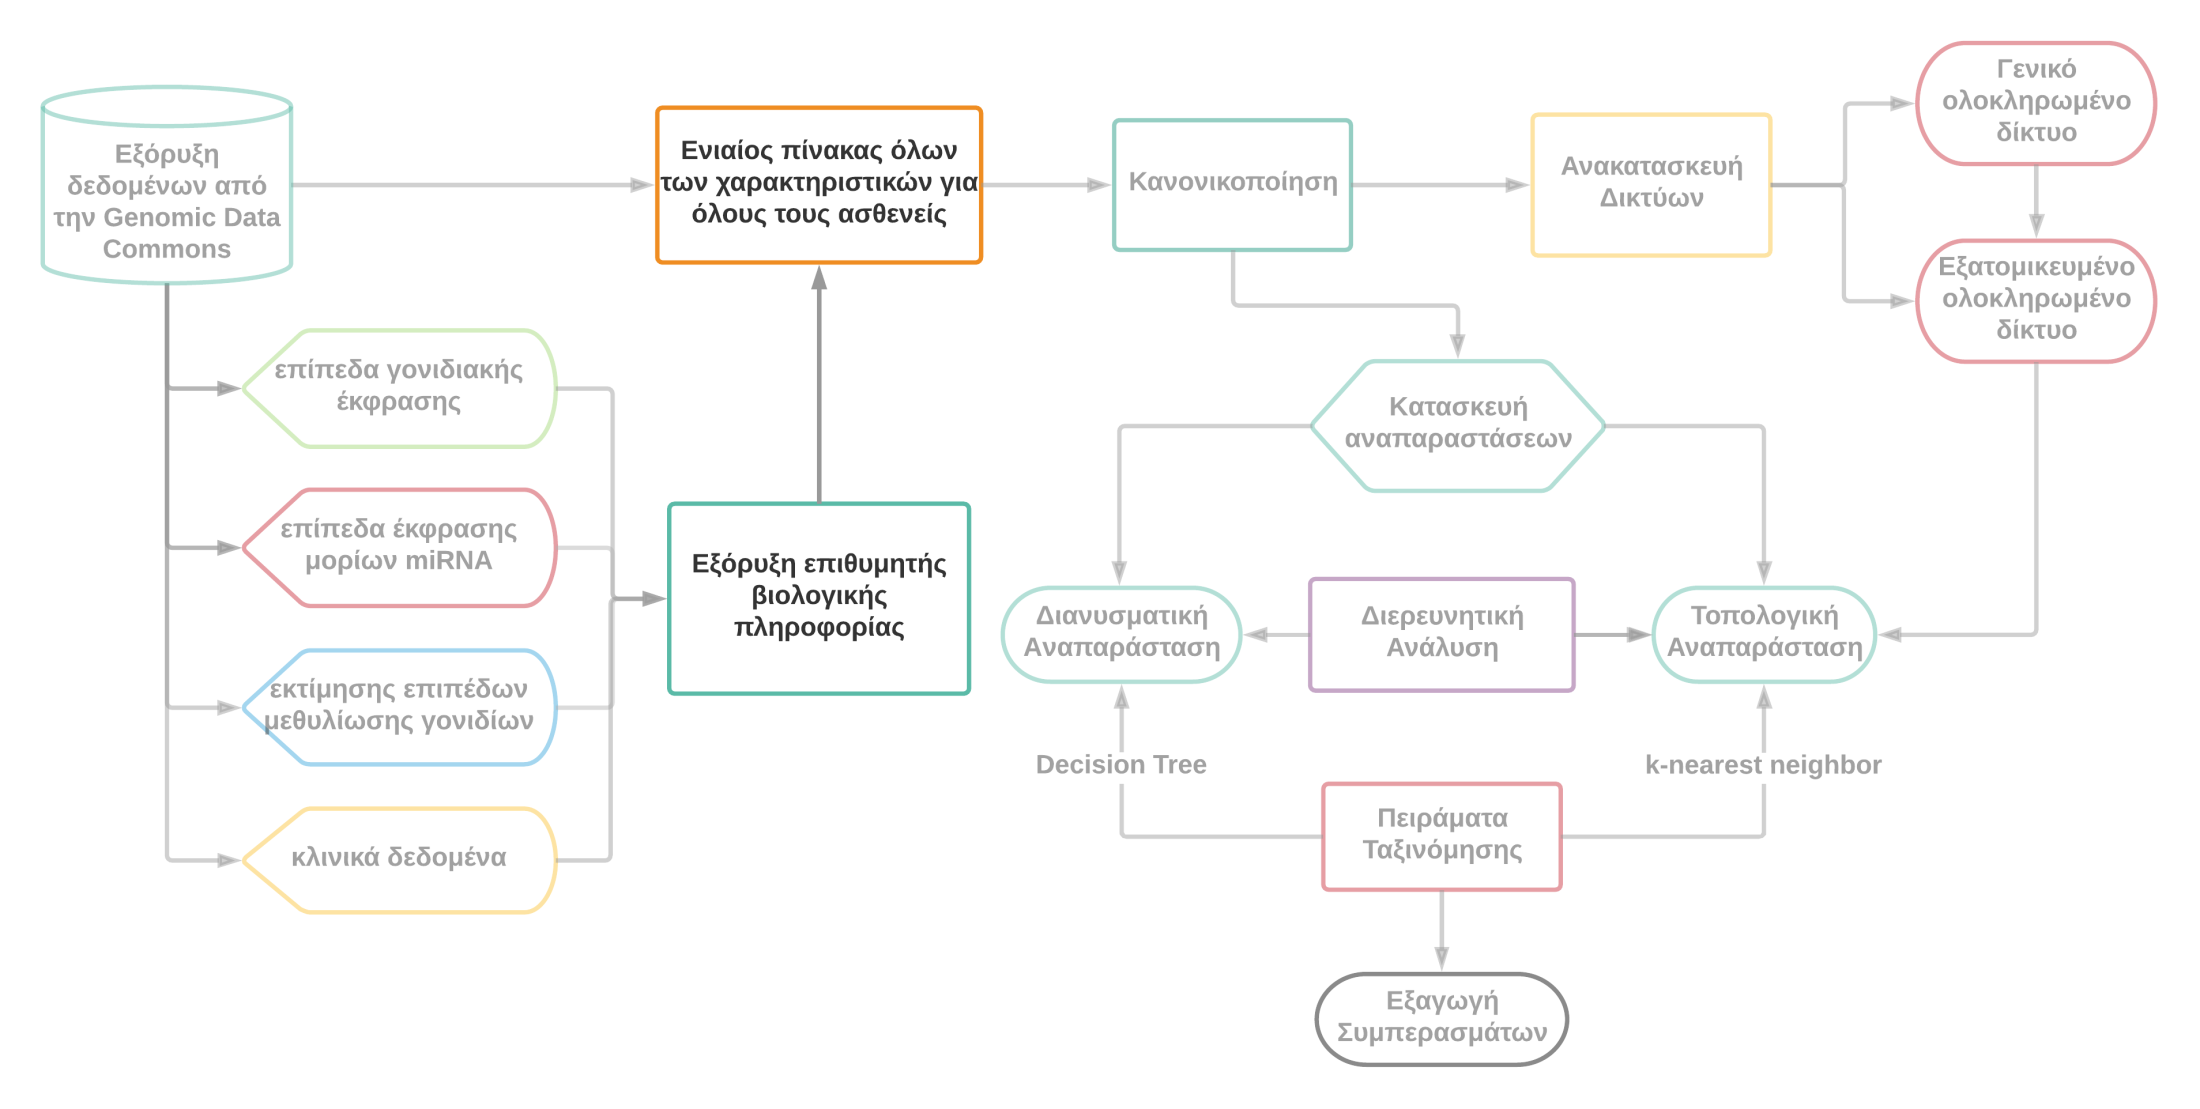 Εξόρυξη
δεδομένων από
την Genomic Data
Commons
Ενιαίος πίνακας όλων
των χαρακτηριστικών για
όλους τους ασθενείς
Κανονικοποίηση
Ανακατασκευή
Δικτύων
Γενικό
ολοκληρωμένο
δίκτυο
Εξατομικευμένο
ολοκληρωμένο
δίκτυο
επίπεδα γονιδιακής
έκφρασης
επίπεδα έκφρασης
μορίων miRNA
εκτίμησης επιπέδων
μεθυλίωσης γονιδίων
κλινικά δεδομένα
Εξόρυξη επιθυμητής
βιολογικής
πληροφορίας
Κατασκευή
αναπαραστάσεων
Διανυσματική
Αναπαράσταση
Διερευνητική
Ανάλυση
Τοπολογική
Αναπαράσταση
Decision Tree
k-nearest neighbor
Πειράματα
Ταξινόμησης
Εξαγωγή
Συμπερασμάτων